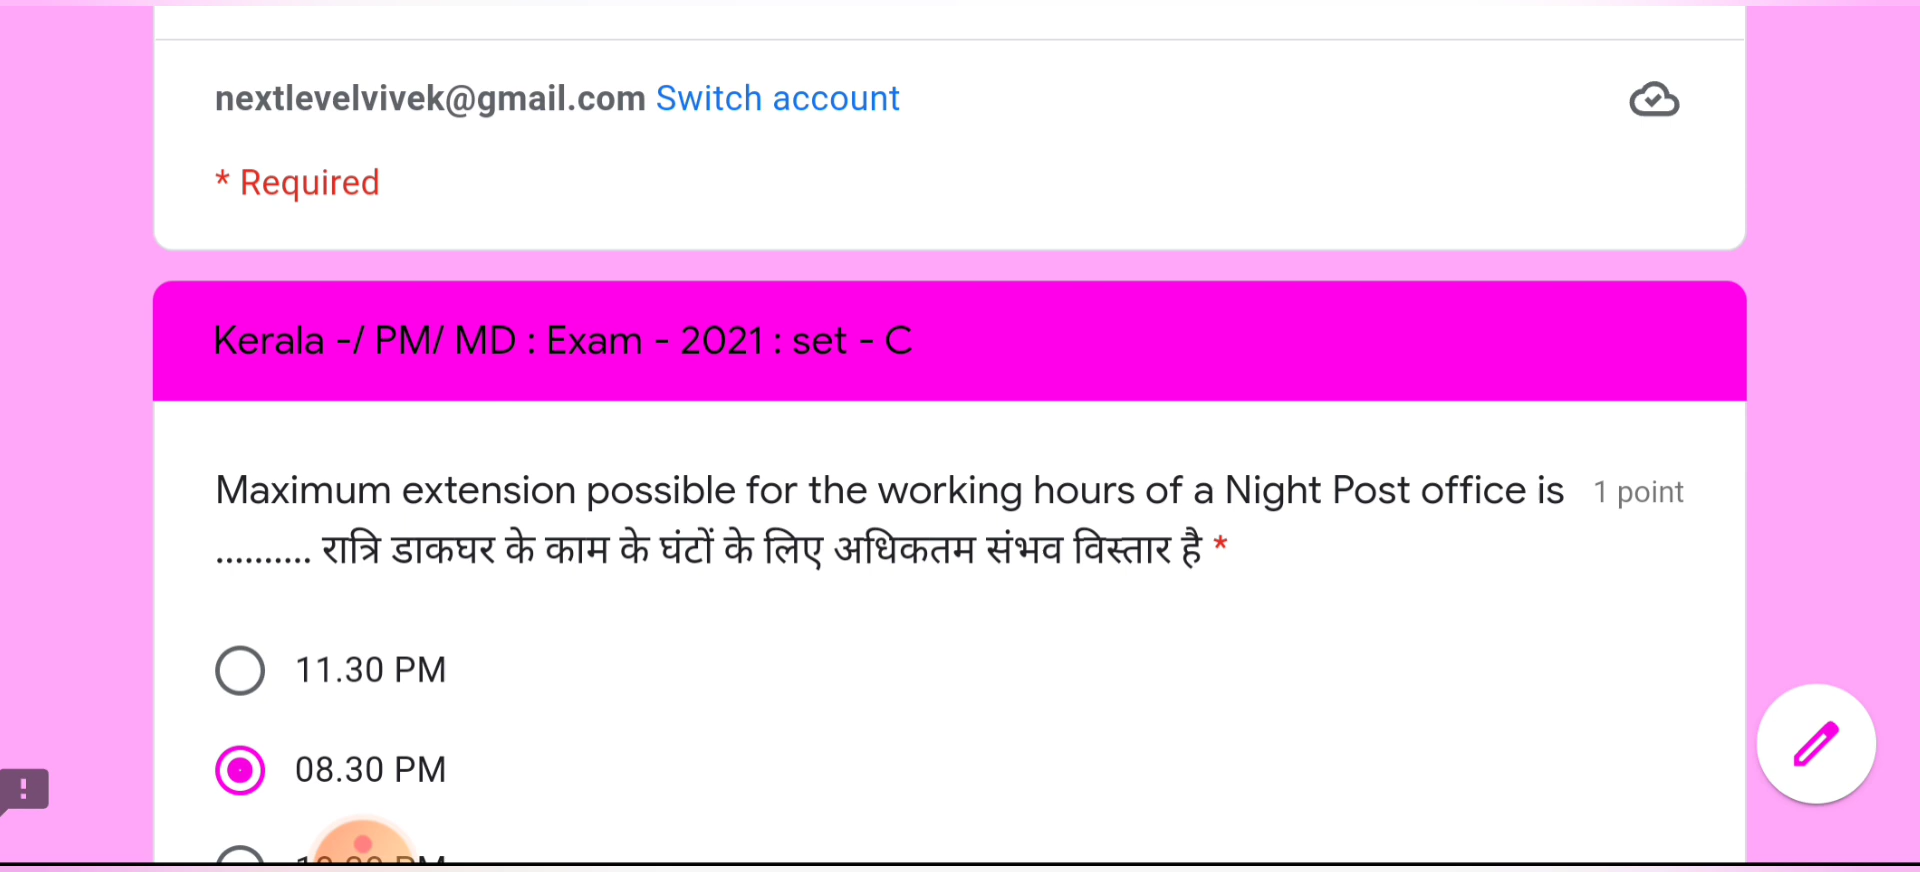 nextlevelvivek@gmail.com Switch account
* Required
Kerala -/ PM/ MD : Exam - 2021 : set - C
Maximum extension possible for the working hours of a Night Post office is 1 point
.......... रात्रि डाकघर के काम के घंटों के लिए अधिकतम संभव विस्तार है *
11.30 PM
08.30 PM
PM